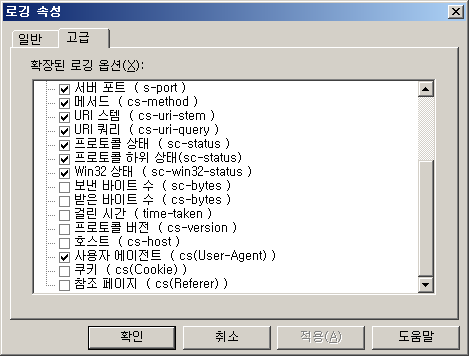 로깅 속성
일반
고급
확장된 로깅 옵션(X):
서버 포트 ( s-port )
메서드 ( cs-method )
URI 스템 ( cs-uri-stem )
URI 쿼리 ( cs-uri-query )
프로토콜 상태 ( sc-status )
프로토콜 하위 상태(sc-status)
Win32 상태 ( sc-win32-status )
보낸 바이트 수 ( sc-bytes )
받은 바이트 수 ( cs-bytes )
걸린 시간 ( time-taken )
프로토콜 버전 ( cs-version )
호스트 ( cs-host )
사용자 에이전트 ( cs(User-Agent) )
쿠키 ( cs(Cookie) )
참조 페이지 ( cs(Referer) )
확인
취소
적용(A)
도움말